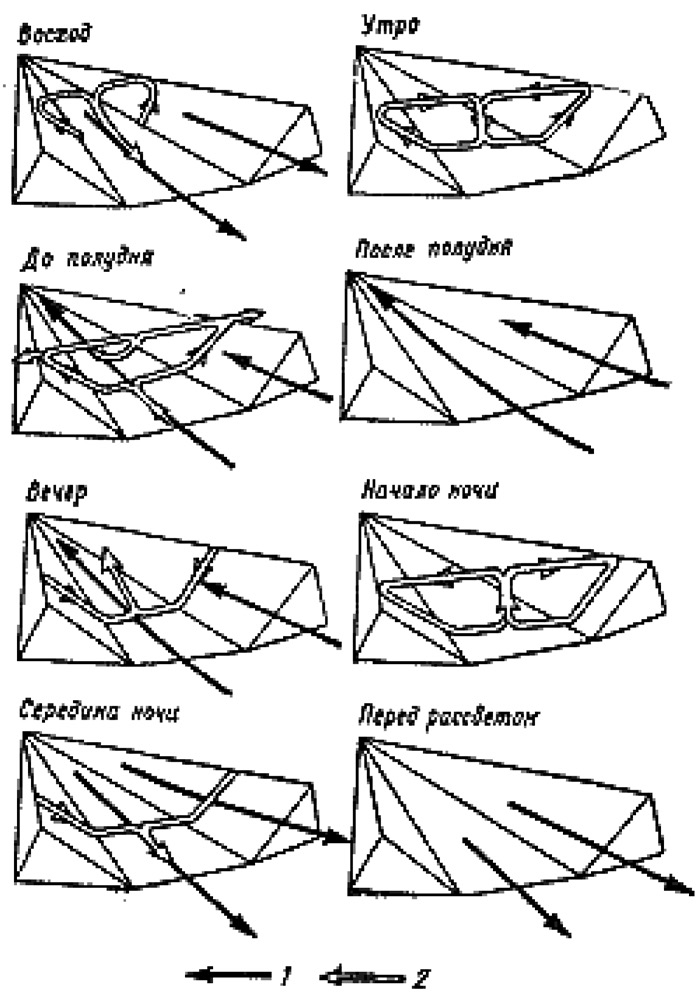 Восход
Утро
До полудня
После полудня
Вечер
Начало ночи
Середина ночи
Перед рассветом
1
2